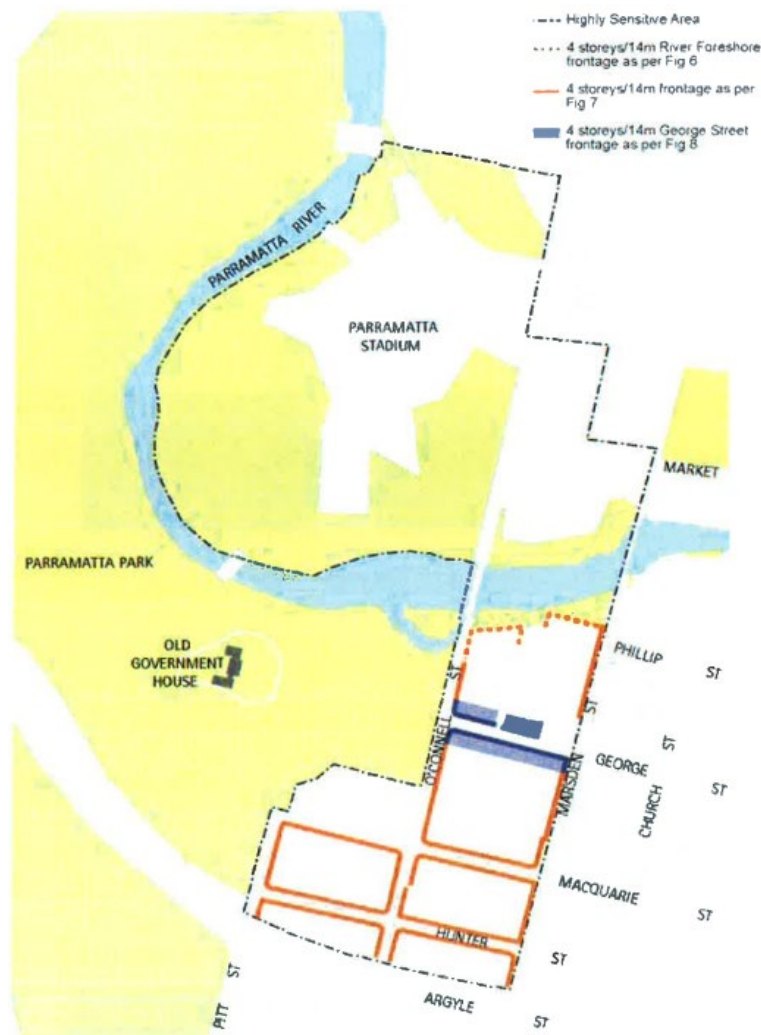 Highly Sensitive Area
4 storeys/14m River Foreshore
frontage as per Fig 6
4 storeys/14m frontage as per
Fig 7
4 storeys/14m George Street
frontage as per Fig 8
PARRAMATTA RIVER
PARRAMATTA
STADIUM
MARKET
PARRAMATTA PARK
OLD
GOVERNMENT
HOUSE
PHILLIP ST
O'CONNELL ST
MARSDEN ST
CHURCH ST
GEORGE ST
MACQUARIE ST
HUNTER ST
ARGYLE ST
PITT ST